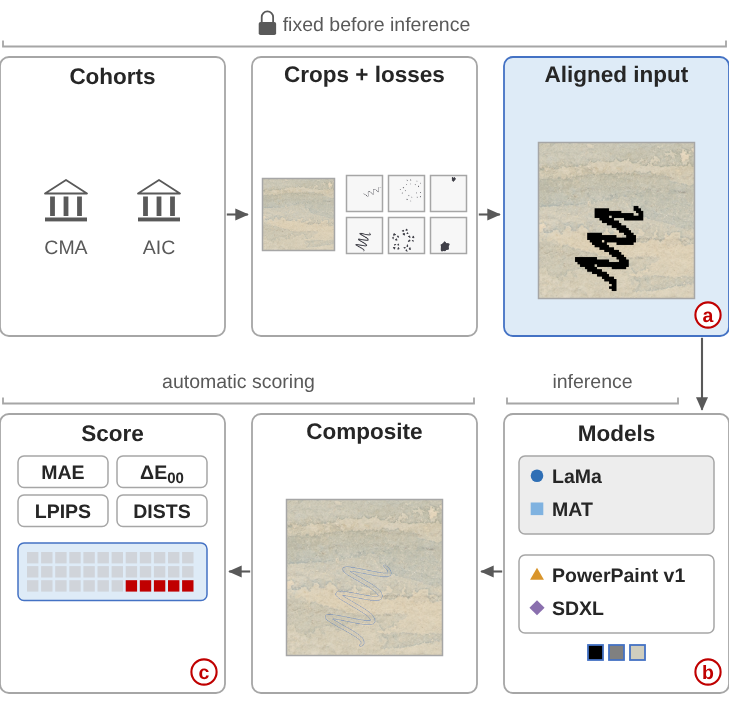 fixed before inference
Cohorts
CMA
AIC
Crops + losses
Aligned input
a
automatic scoring
inference
Score
MAE
ΔE₀₀
LPIPS
DISTS
c
Composite
Models
LaMa
MAT
PowerPaint v1
SDXL
b